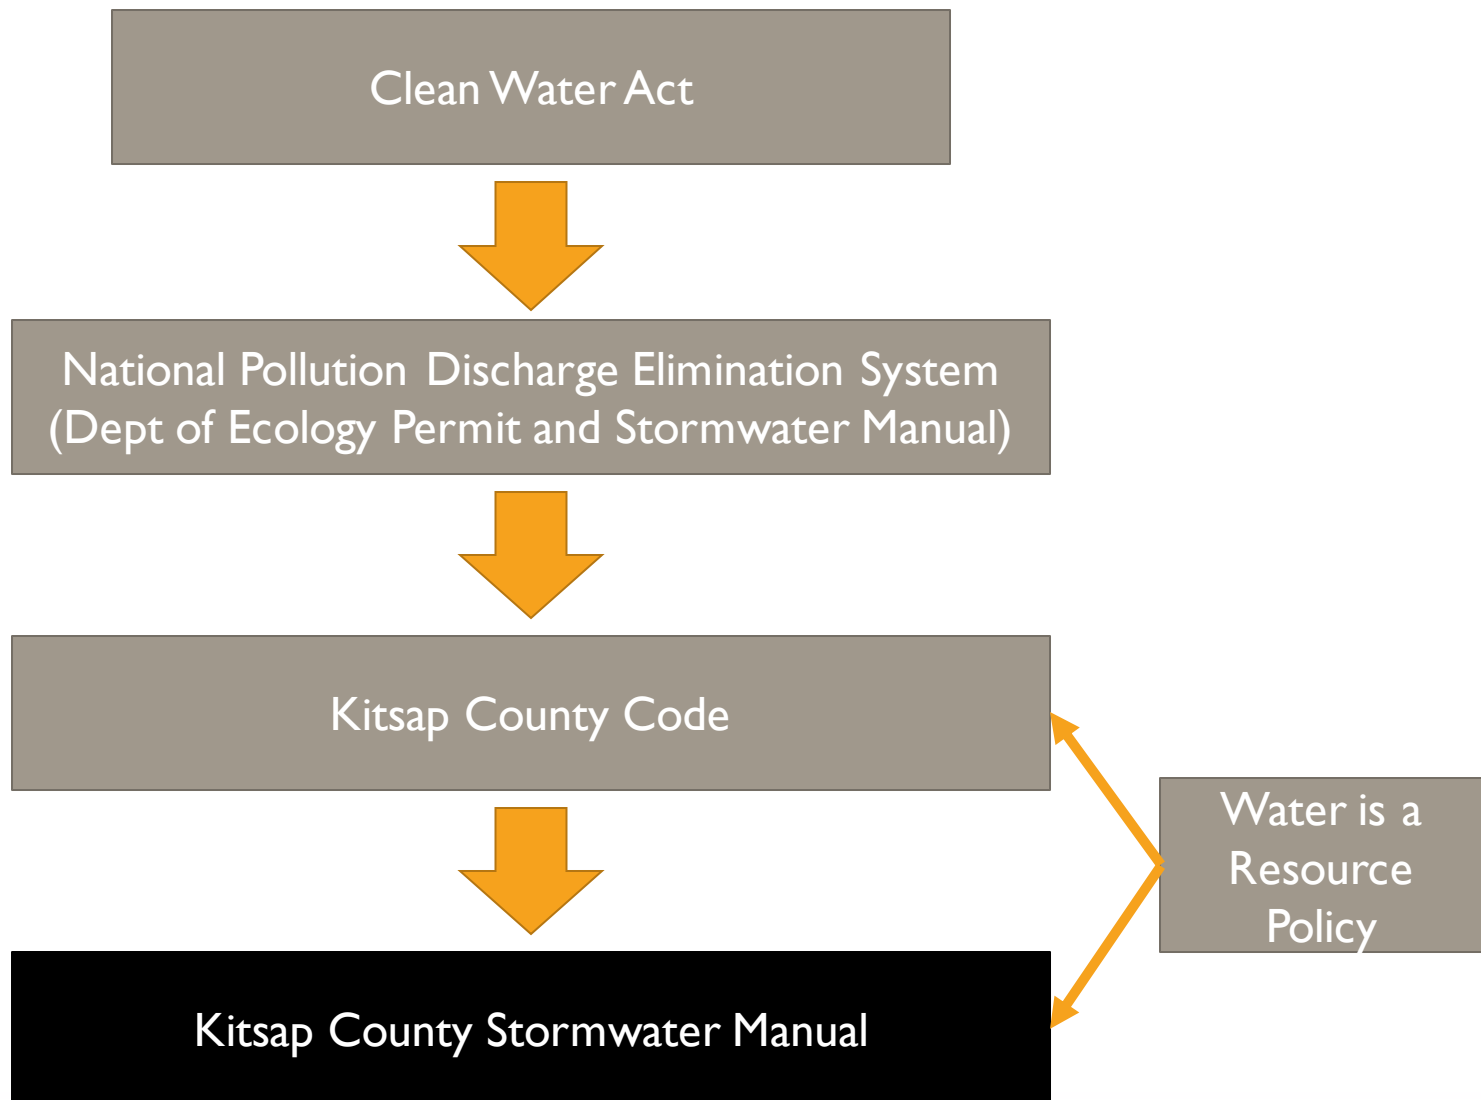 Clean Water Act
National Pollution Discharge Elimination System
(Dept of Ecology Permit and Stormwater Manual)
Kitsap County Code
Water is a
Resource
Policy
Kitsap County Stormwater Manual